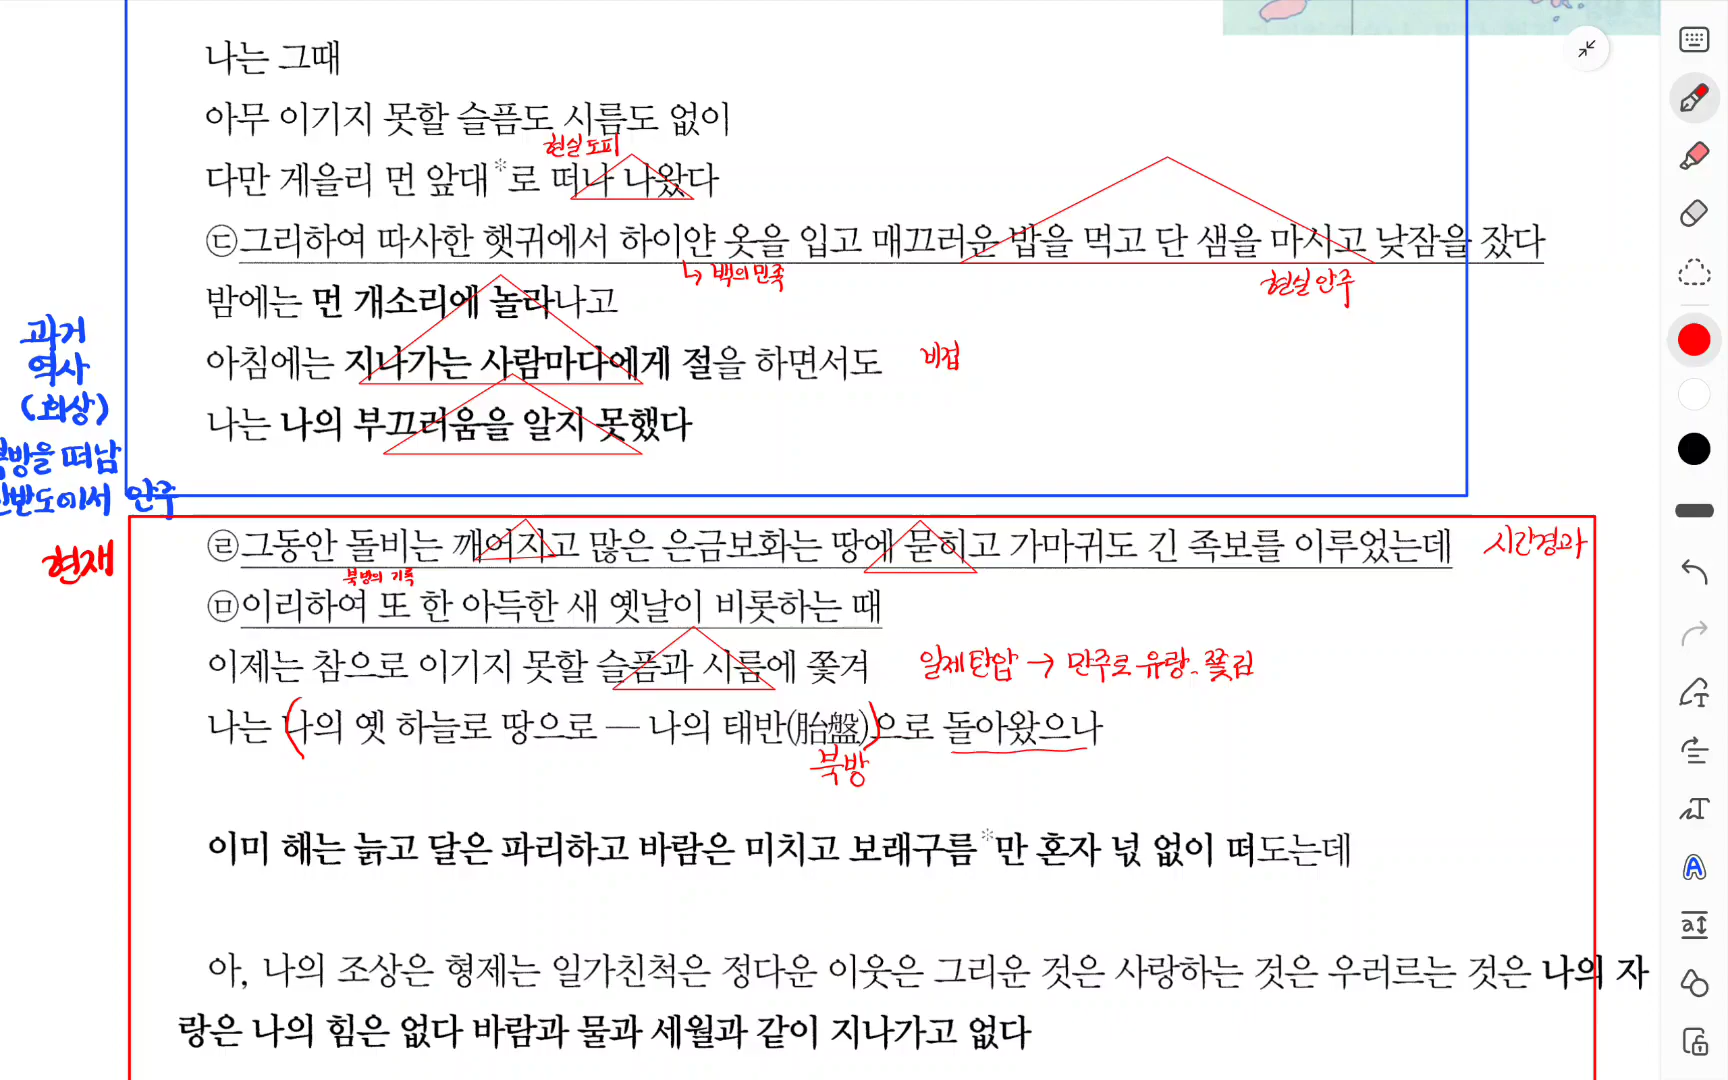 나는 그때
아무 이기지 못할 슬픔도 시름도 없이
현실 도피
다만 게을리 먼 앞대*로 떠나 나왔다
㉢그리하여 따사한 햇귀에서 하이얀 옷을 입고 매끄러운 밥을 먹고 단 샘을 마시고 낮잠을 잤다
↳ 백의 민족
현실 안주
밤에는 먼 개소리에 놀라나고
아침에는 지나가는 사람마다에게 절을 하면서도
비겁
나는 나의 부끄러움을 알지 못했다
과거
역사
(회상)
방을 떠남
반도에서 안주
현재
㉣그동안 돌비는 깨어지고 많은 은금보화는 땅에 묻히고 가마귀도 긴 족보를 이루었는데
시간경과
북방의 기록
㉤이리하여 또 한 아득한 새 옛날이 비롯하는 때
이제는 참으로 이기지 못할 슬픔과 시름에 쫓겨
일제 탄압 → 만주로 유랑. 쫓김
나는 (나의 옛 하늘로 땅으로 — 나의 태반(胎盤))으로 돌아왔으나
북방
이미 해는 늙고 달은 파리하고 바람은 미치고 보래구름*만 혼자 넋 없이 떠도는데
아, 나의 조상은 형제는 일가친척은 정다운 이웃은 그리운 것은 사랑하는 것은 우러르는 것은 나의 자
랑은 나의 힘은 없다 바람과 물과 세월과 같이 지나가고 없다